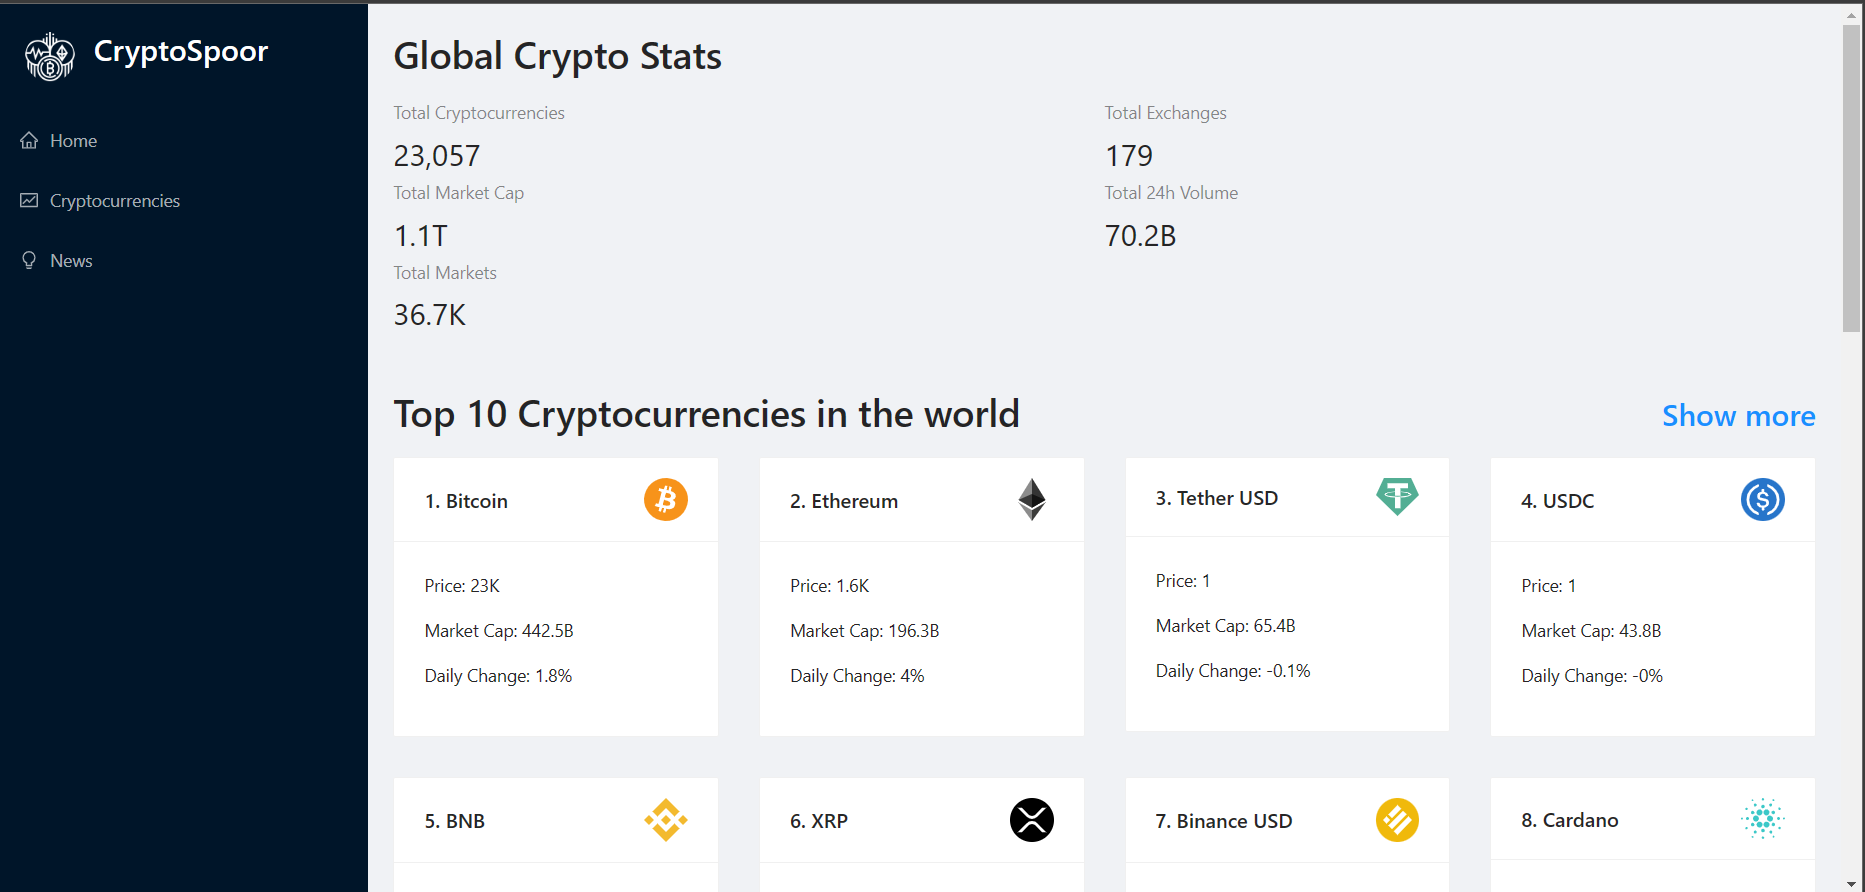 CryptoSpoor
Home
Cryptocurrencies
News
Global Crypto Stats
Total Cryptocurrencies
23,057
Total Exchanges
179
Total Market Cap
1.1T
Total 24h Volume
70.2B
Total Markets
36.7K
Top 10 Cryptocurrencies in the world
Show more
1. Bitcoin
Price: 23K
Market Cap: 442.5B
Daily Change: 1.8%
2. Ethereum
Price: 1.6K
Market Cap: 196.3B
Daily Change: 4%
3. Tether USD
Price: 1
Market Cap: 65.4B
Daily Change: -0.1%
4. USDC
Price: 1
Market Cap: 43.8B
Daily Change: -0%
5. BNB
6. XRP
7. Binance USD
8. Cardano